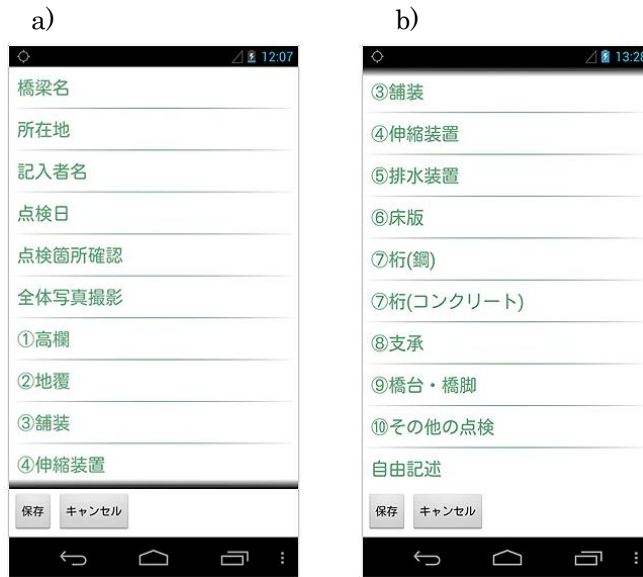 a)
12:07
橋梁名
所在地
記入者名
点検日
点検箇所確認
全体写真撮影
①高欄
②地覆
③舗装
④伸縮装置
保存 キャンセル
b)
13:28
③舗装
④伸縮装置
⑤排水装置
⑥床版
⑦桁(鋼)
⑦桁(コンクリート)
⑧支承
⑨橋台・橋脚
⑩その他の点検
自由記述
保存 キャンセル